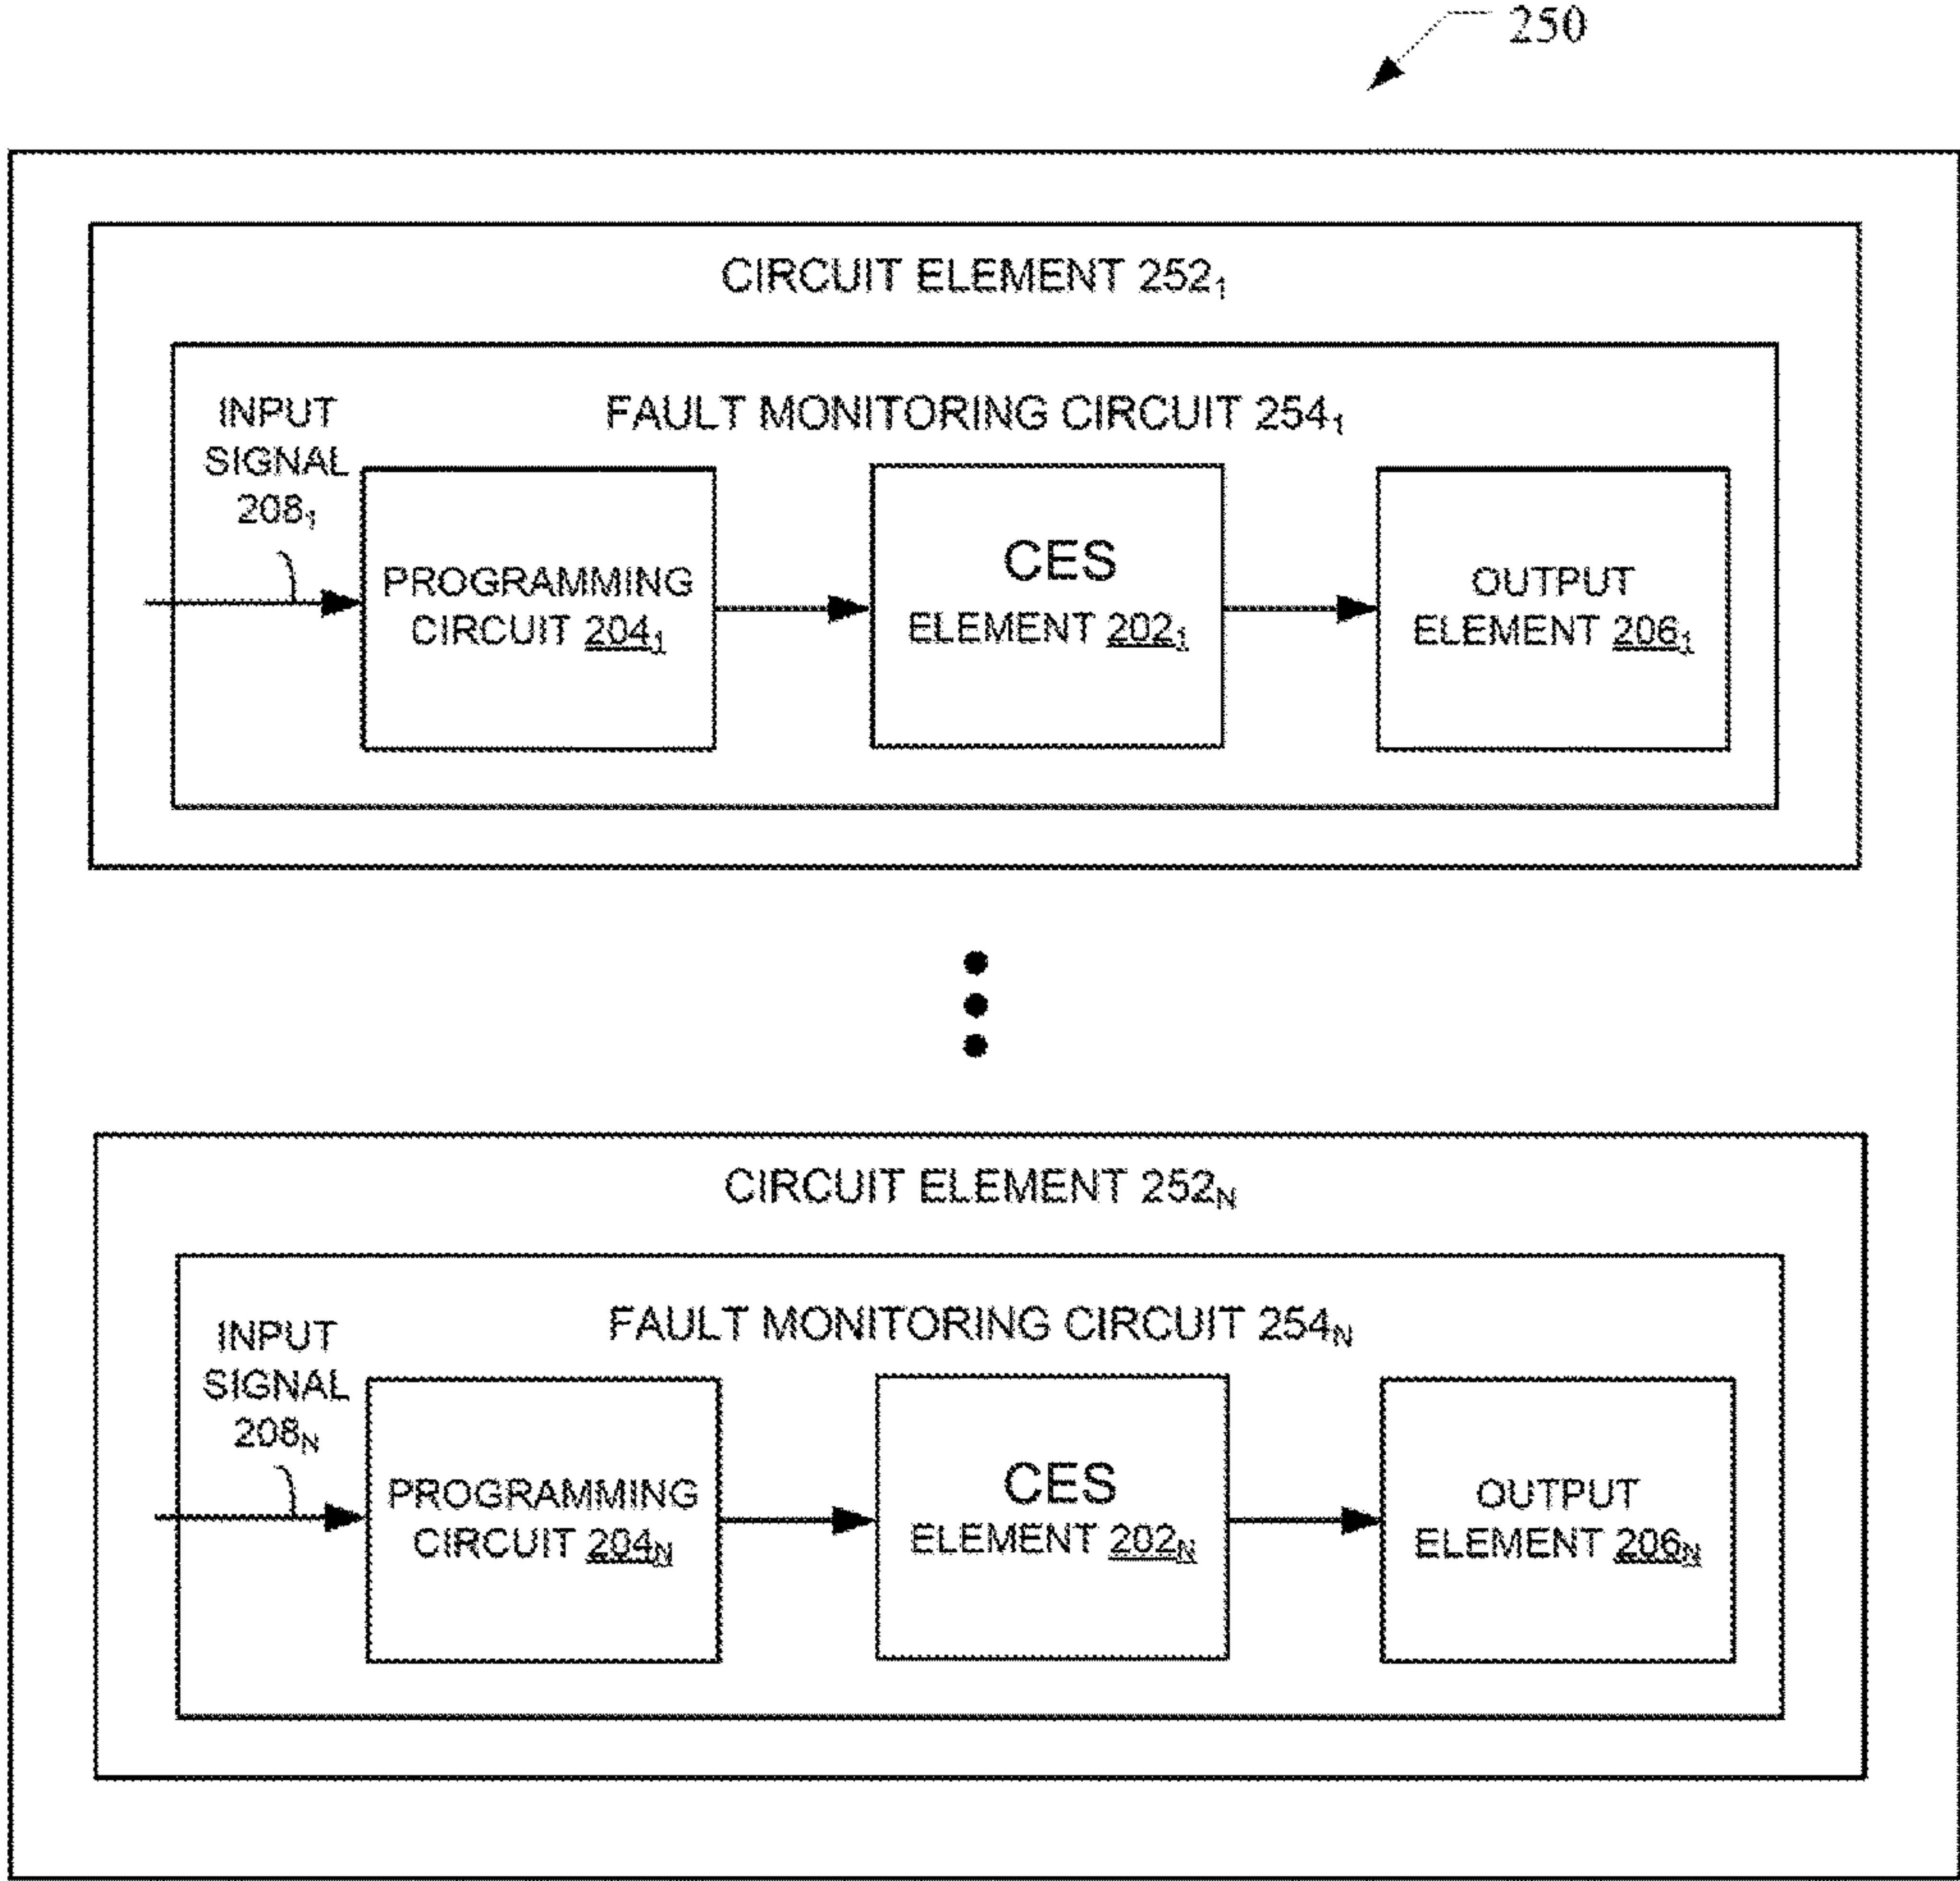 250
CIRCUIT ELEMENT 252₁
FAULT MONITORING CIRCUIT 254₁
INPUT
SIGNAL
208₁
PROGRAMMING
CIRCUIT 204₁
CES
ELEMENT 202₁
OUTPUT
ELEMENT 206₁
CIRCUIT ELEMENT 252N
FAULT MONITORING CIRCUIT 254N
INPUT
SIGNAL
208N
PROGRAMMING
CIRCUIT 204N
CES
ELEMENT 202N
OUTPUT
ELEMENT 206N